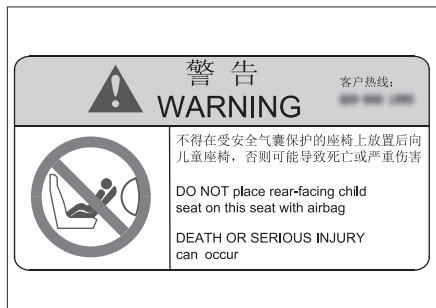 警告
WARNING
客户热线：
不得在受安全气囊保护的座椅上放置后向
儿童座椅，否则可能导致死亡或严重伤害
DO NOT place rear-facing child
seat on this seat with airbag
DEATH OR SERIOUS INJURY
can occur